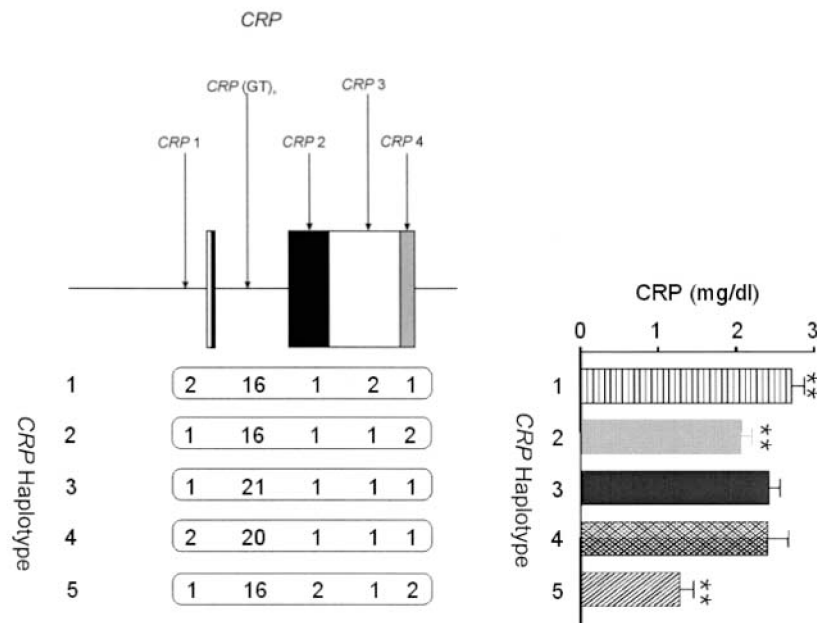 CRP
CRP (GT)n
CRP 3
CRP 1
CRP 2
CRP 4
CRP Haplotype
1 2 16 1 2 1
2 1 16 1 1 2
3 1 21 1 1 1
4 2 20 1 1 1
5 1 16 2 1 2
CRP (mg/dl)
0 1 2 3
CRP Haplotype
1 **
2 **
3
4
5 **